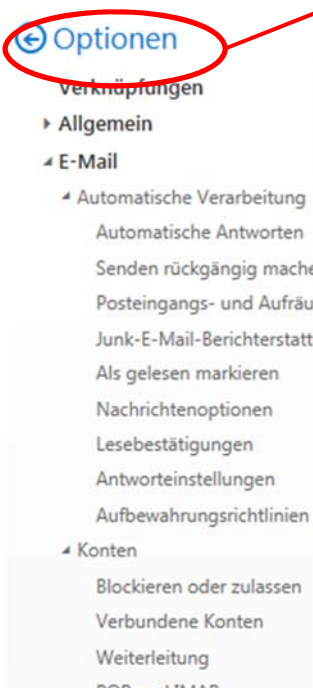 Optionen
Verknüpfungen
Allgemein
E-Mail
Automatische Verarbeitung
Automatische Antworten
Senden rückgängig mache
Posteingangs- und Aufräu
Junk-E-Mail-Berichterstatt
Als gelesen markieren
Nachrichtenoptionen
Lesebestätigungen
Antworteinstellungen
Aufbewahrungsrichtlinien
Konten
Blockieren oder zulassen
Verbundene Konten
Weiterleitung